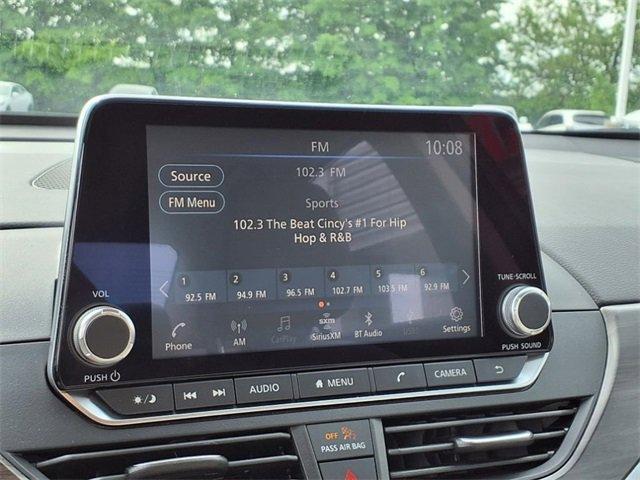 FM
10:08
Source
102.3 FM
FM Menu
Sports
102.3 The Beat Cincy's #1 For Hip
Hop & R&B
1 2 3 4 5 6
92.5 FM 94.9 FM 96.5 FM 102.7 FM 103.5 FM 92.9 FM
VOL
TUNE·SCROLL
Phone AM CarPlay sxm SiriusXM BT Audio USB Settings
PUSH
PUSH SOUND
AUDIO MENU CAMERA
OFF
PASS AIR BAG